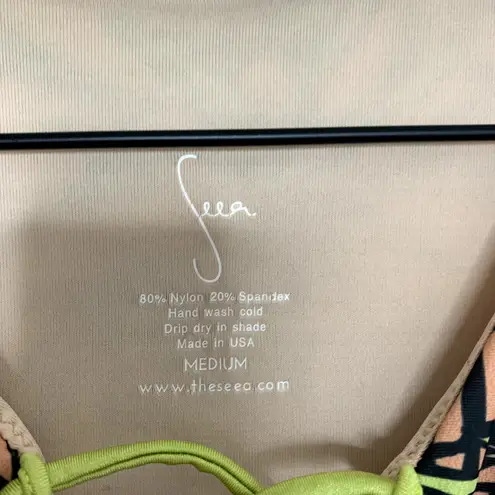 Seea.
80% Nylon 20% Spandex
Hand wash cold
Drip dry in shade
Made in USA
MEDIUM
www.theseea.com